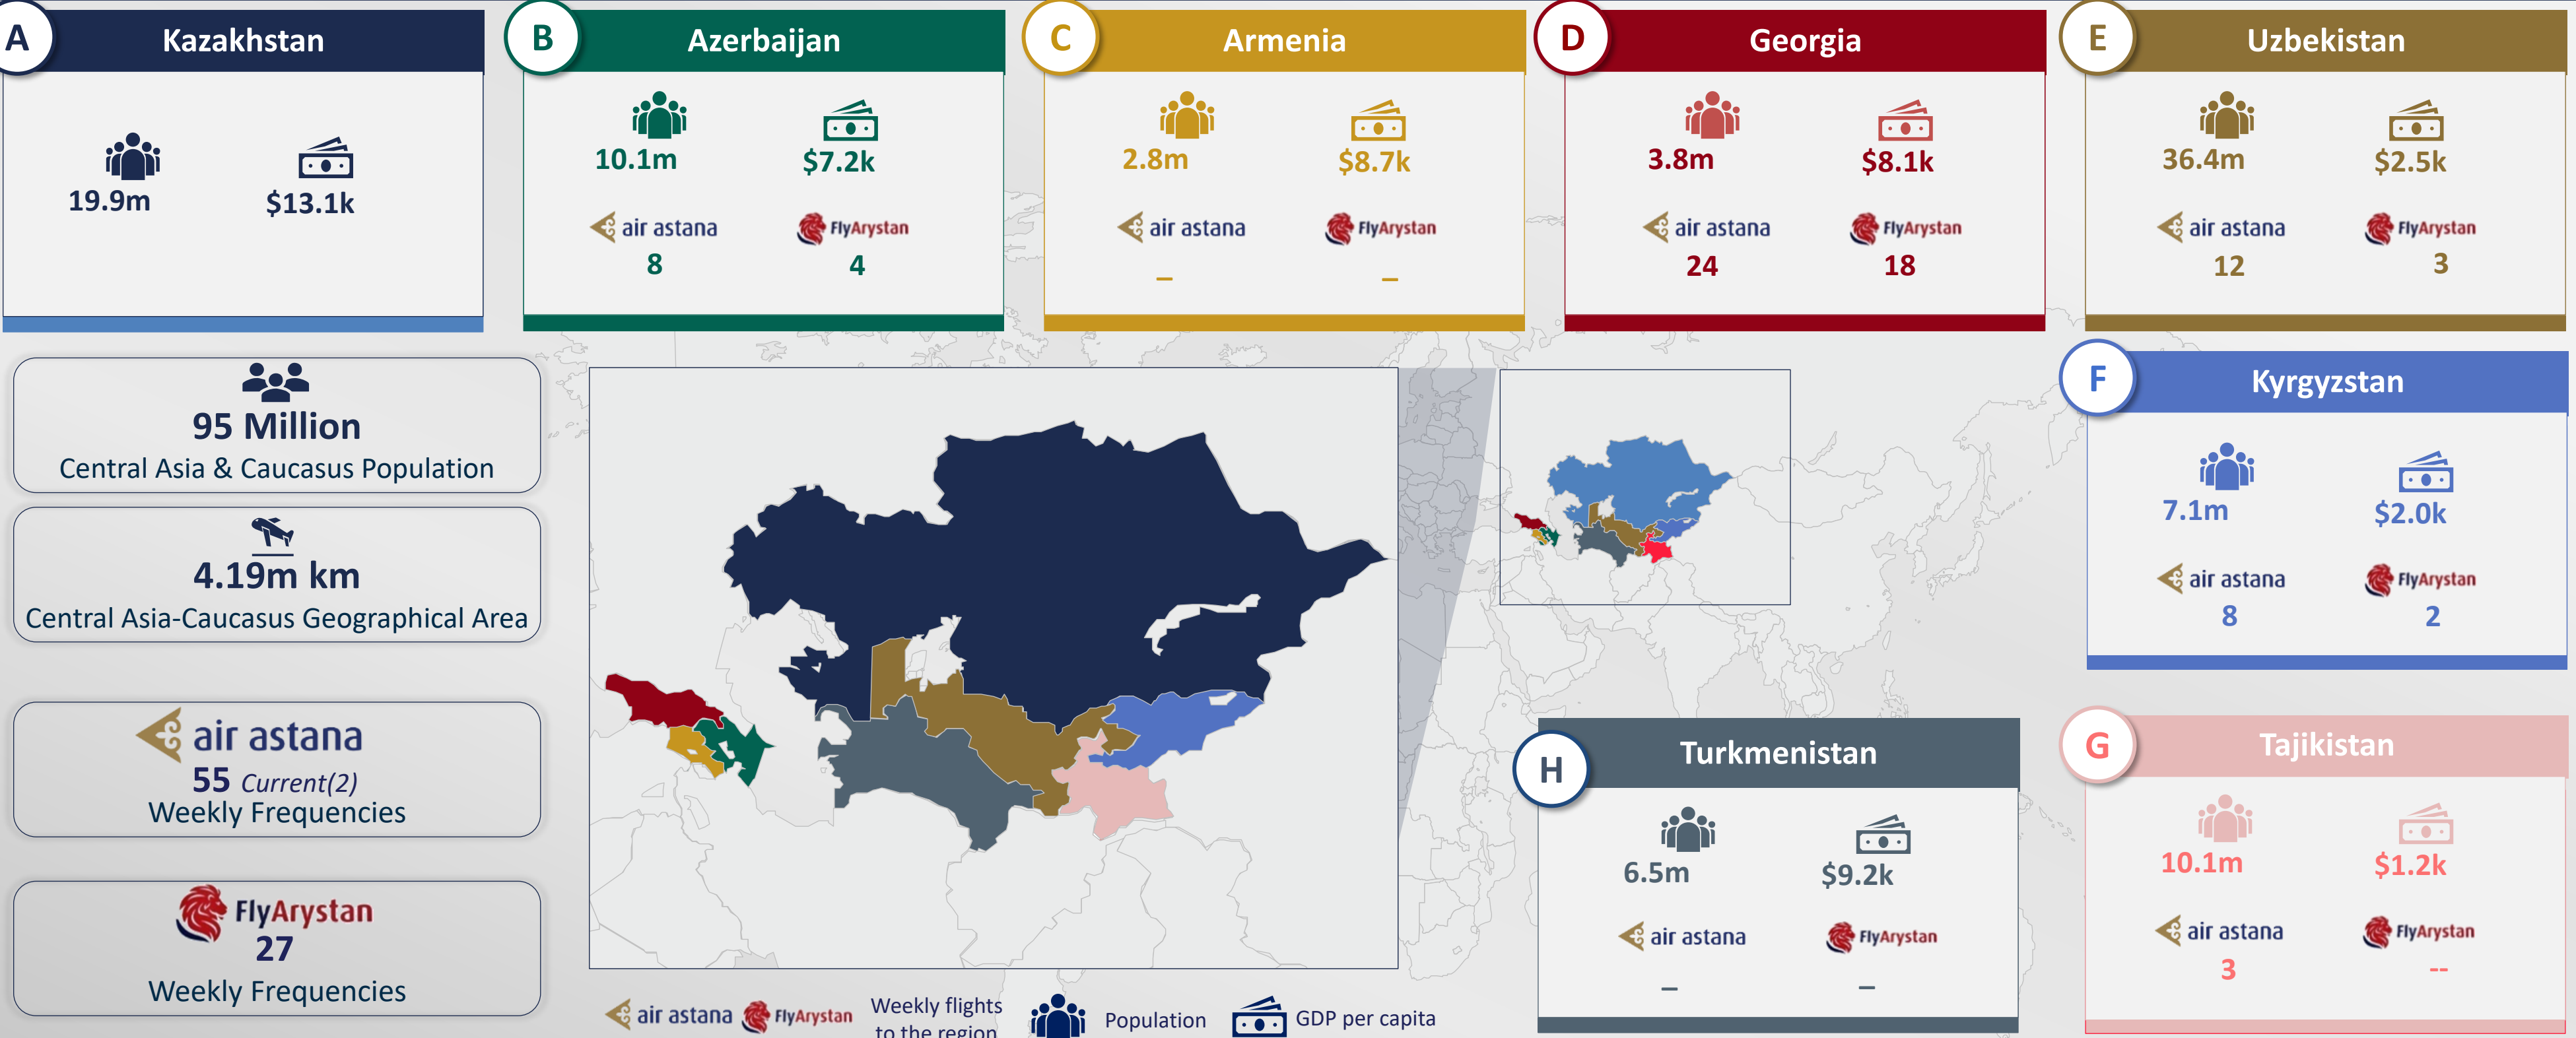 A
Kazakhstan
19.9m
$13.1k
B
Azerbaijan
10.1m
$7.2k
air astana
FlyArystan
8
4
C
Armenia
2.8m
$8.7k
air astana
FlyArystan
–
–
D
Georgia
3.8m
$8.1k
air astana
FlyArystan
24
18
E
Uzbekistan
36.4m
$2.5k
air astana
FlyArystan
12
3
95 Million
Central Asia & Caucasus Population
4.19m km
Central Asia-Caucasus Geographical Area
air astana
55 Current(2)
Weekly Frequencies
FlyArystan
27
Weekly Frequencies
F
Kyrgyzstan
7.1m
$2.0k
air astana
FlyArystan
8
2
H
Turkmenistan
6.5m
$9.2k
air astana
FlyArystan
–
–
G
Tajikistan
10.1m
$1.2k
air astana
FlyArystan
3
--
air astana
FlyArystan
Weekly flights
to the region
Population
GDP per capita